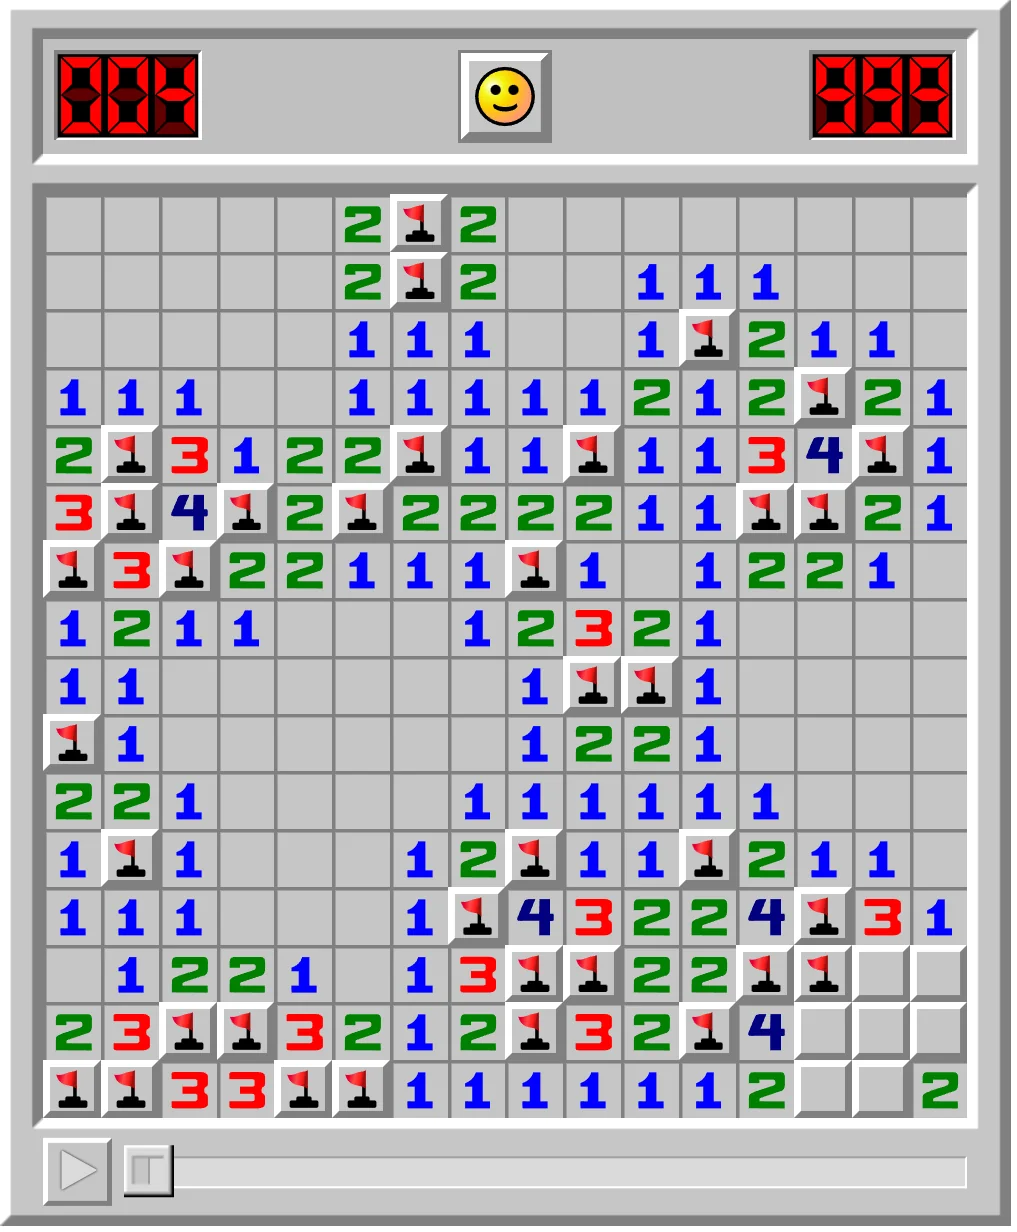 004 999
2 2
2 2 1 1 1
1 1 1 1 2 1 1
1 1 1 1 1 1 1 1 2 1 2 2 1
2 3 1 2 2 1 1 1 1 3 4 1
3 4 2 2 2 2 2 1 1 2 1
3 2 2 1 1 1 1 1 2 2 1
1 2 1 1 1 2 3 2 1
1 1 1 1
1 1 2 2 1
2 2 1 1 1 1 1 1 1
1 1 1 2 1 1 2 1 1
1 1 1 1 4 3 2 2 4 3 1
1 2 2 1 1 3 2 2
2 3 3 2 1 2 3 2 4
3 3 1 1 1 1 1 1 2 2